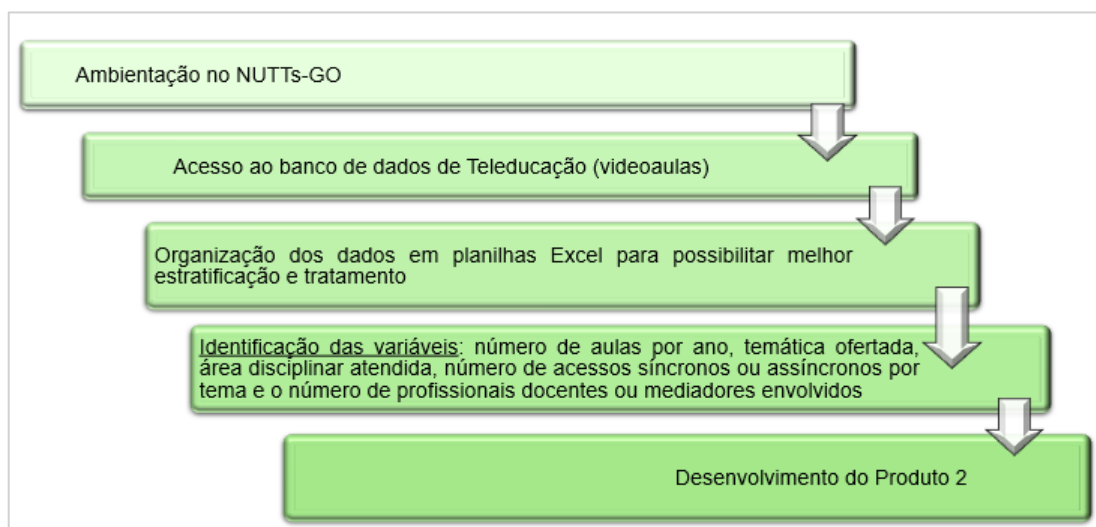 Ambientação no NUTTs-GO
Acesso ao banco de dados de Teleducação (videoaulas)
Organização dos dados em planilhas Excel para possibilitar melhor
estratificação e tratamento
Identificação das variáveis: número de aulas por ano, temática ofertada,
área disciplinar atendida, número de acessos síncronos ou assíncronos por
tema e o número de profissionais docentes ou mediadores envolvidos
Desenvolvimento do Produto 2